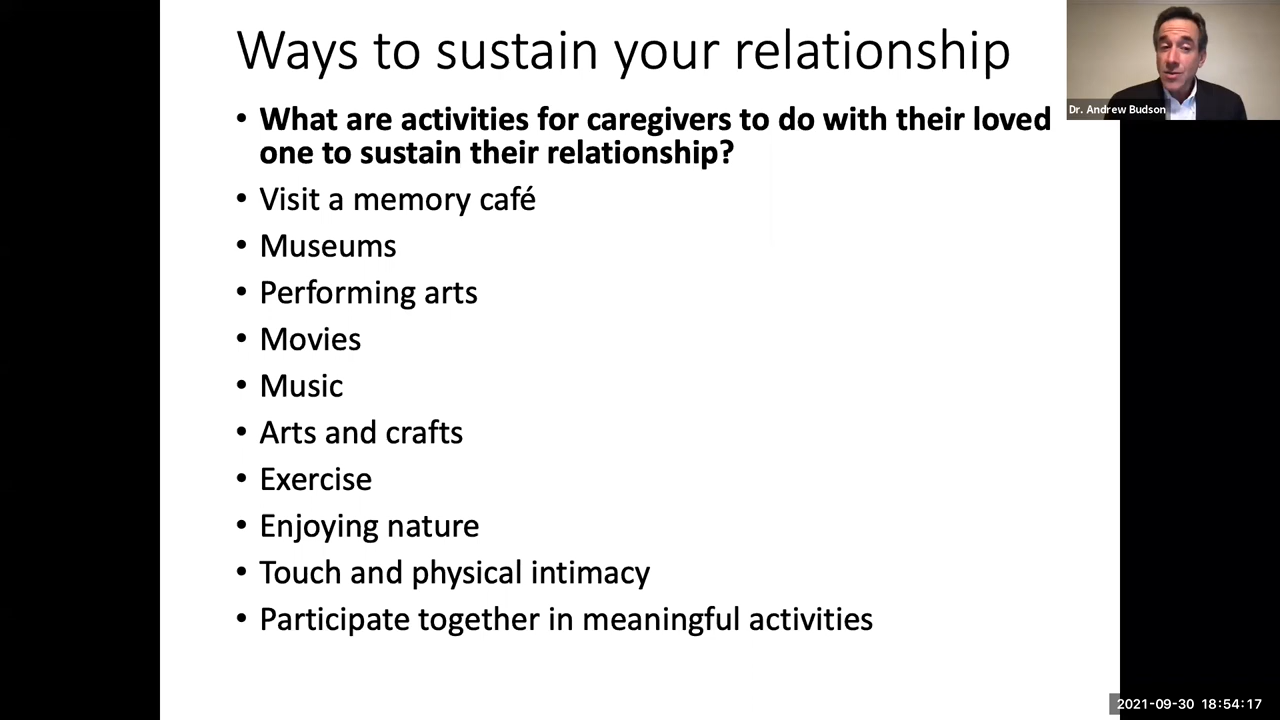 Ways to sustain your relationship
• What are activities for caregivers to do with their loved
one to sustain their relationship?
• Visit a memory café
• Museums
• Performing arts
• Movies
• Music
• Arts and crafts
• Exercise
• Enjoying nature
• Touch and physical intimacy
• Participate together in meaningful activities
Dr. Andrew Budson
2021-09-30 18:54:17